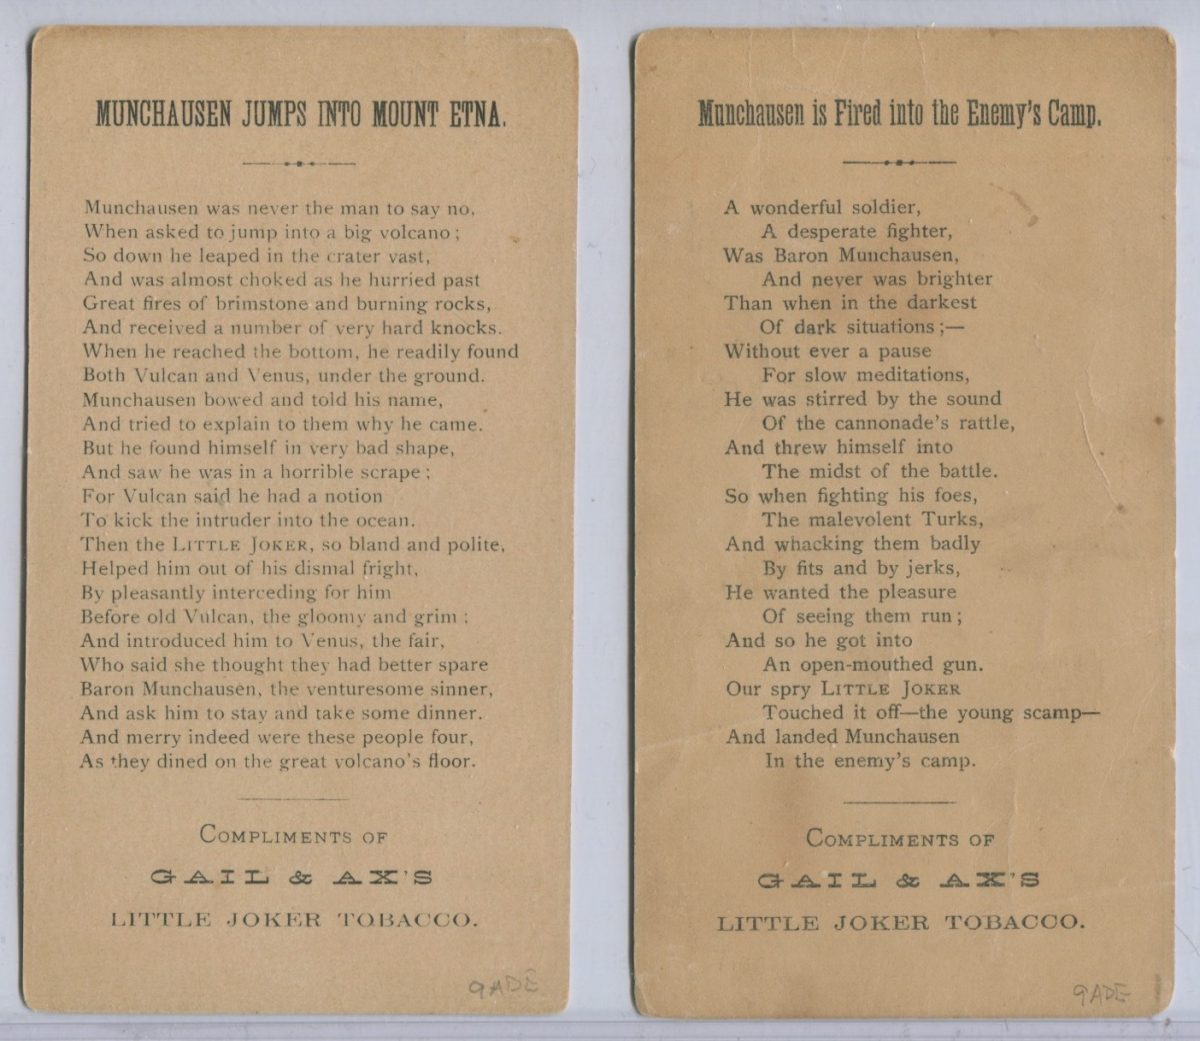 MUNCHAUSEN JUMPS INTO MOUNT ETNA.
Munchausen was never the man to say no,
When asked to jump into a big volcano;
So down he leaped in the crater vast,
And was almost choked as he hurried past
Great fires of brimstone and burning rocks,
And received a number of very hard knocks.
When he reached the bottom, he readily found
Both Vulcan and Venus, under the ground.
Munchausen bowed and told his name,
And tried to explain to them why he came.
But he found himself in very bad shape,
And saw he was in a horrible scrape;
For Vulcan said he had a notion
To kick the intruder into the ocean.
Then the LITTLE JOKER, so bland and polite,
Helped him out of his dismal fright,
By pleasantly interceding for him
Before old Vulcan, the gloomy and grim;
And introduced him to Venus, the fair,
Who said she thought they had better spare
Baron Munchausen, the venturesome sinner,
And ask him to stay and take some dinner.
And merry indeed were these people four,
As they dined on the great volcano's floor.
COMPLIMENTS OF
GAIL & AX'S
LITTLE JOKER TOBACCO.
9ADE
Munchausen is Fired into the Enemy's Camp.
A wonderful soldier,
A desperate fighter,
Was Baron Munchausen,
And never was brighter
Than when in the darkest
Of dark situations;—
Without ever a pause
For slow meditations,
He was stirred by the sound
Of the cannonade's rattle,
And threw himself into
The midst of the battle.
So when fighting his foes,
The malevolent Turks,
And whacking them badly
By fits and by jerks,
He wanted the pleasure
Of seeing them run;
And so he got into
An open-mouthed gun.
Our spry LITTLE JOKER
Touched it off—the young scamp—
And landed Munchausen
In the enemy's camp.
COMPLIMENTS OF
GAIL & AX'S
LITTLE JOKER TOBACCO.
9ADE